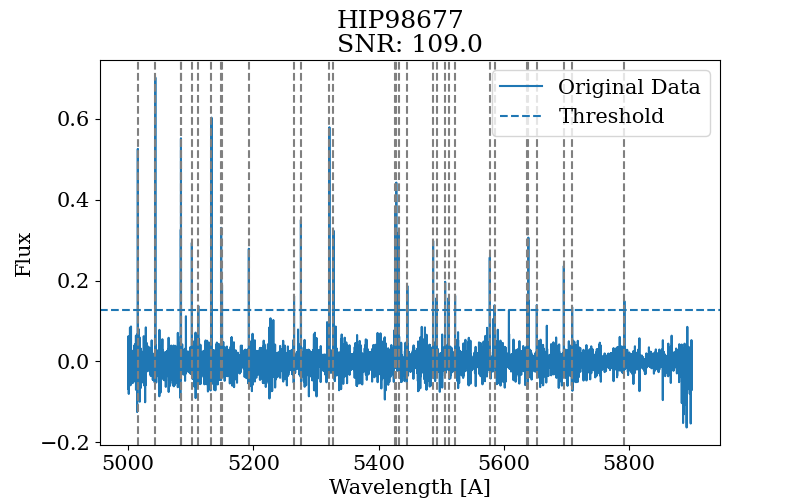 HIP98677
SNR: 109.0
Original Data
Threshold
Flux
0.6
0.4
0.2
0.0
−0.2
5000
5200
5400
5600
5800
Wavelength [A]